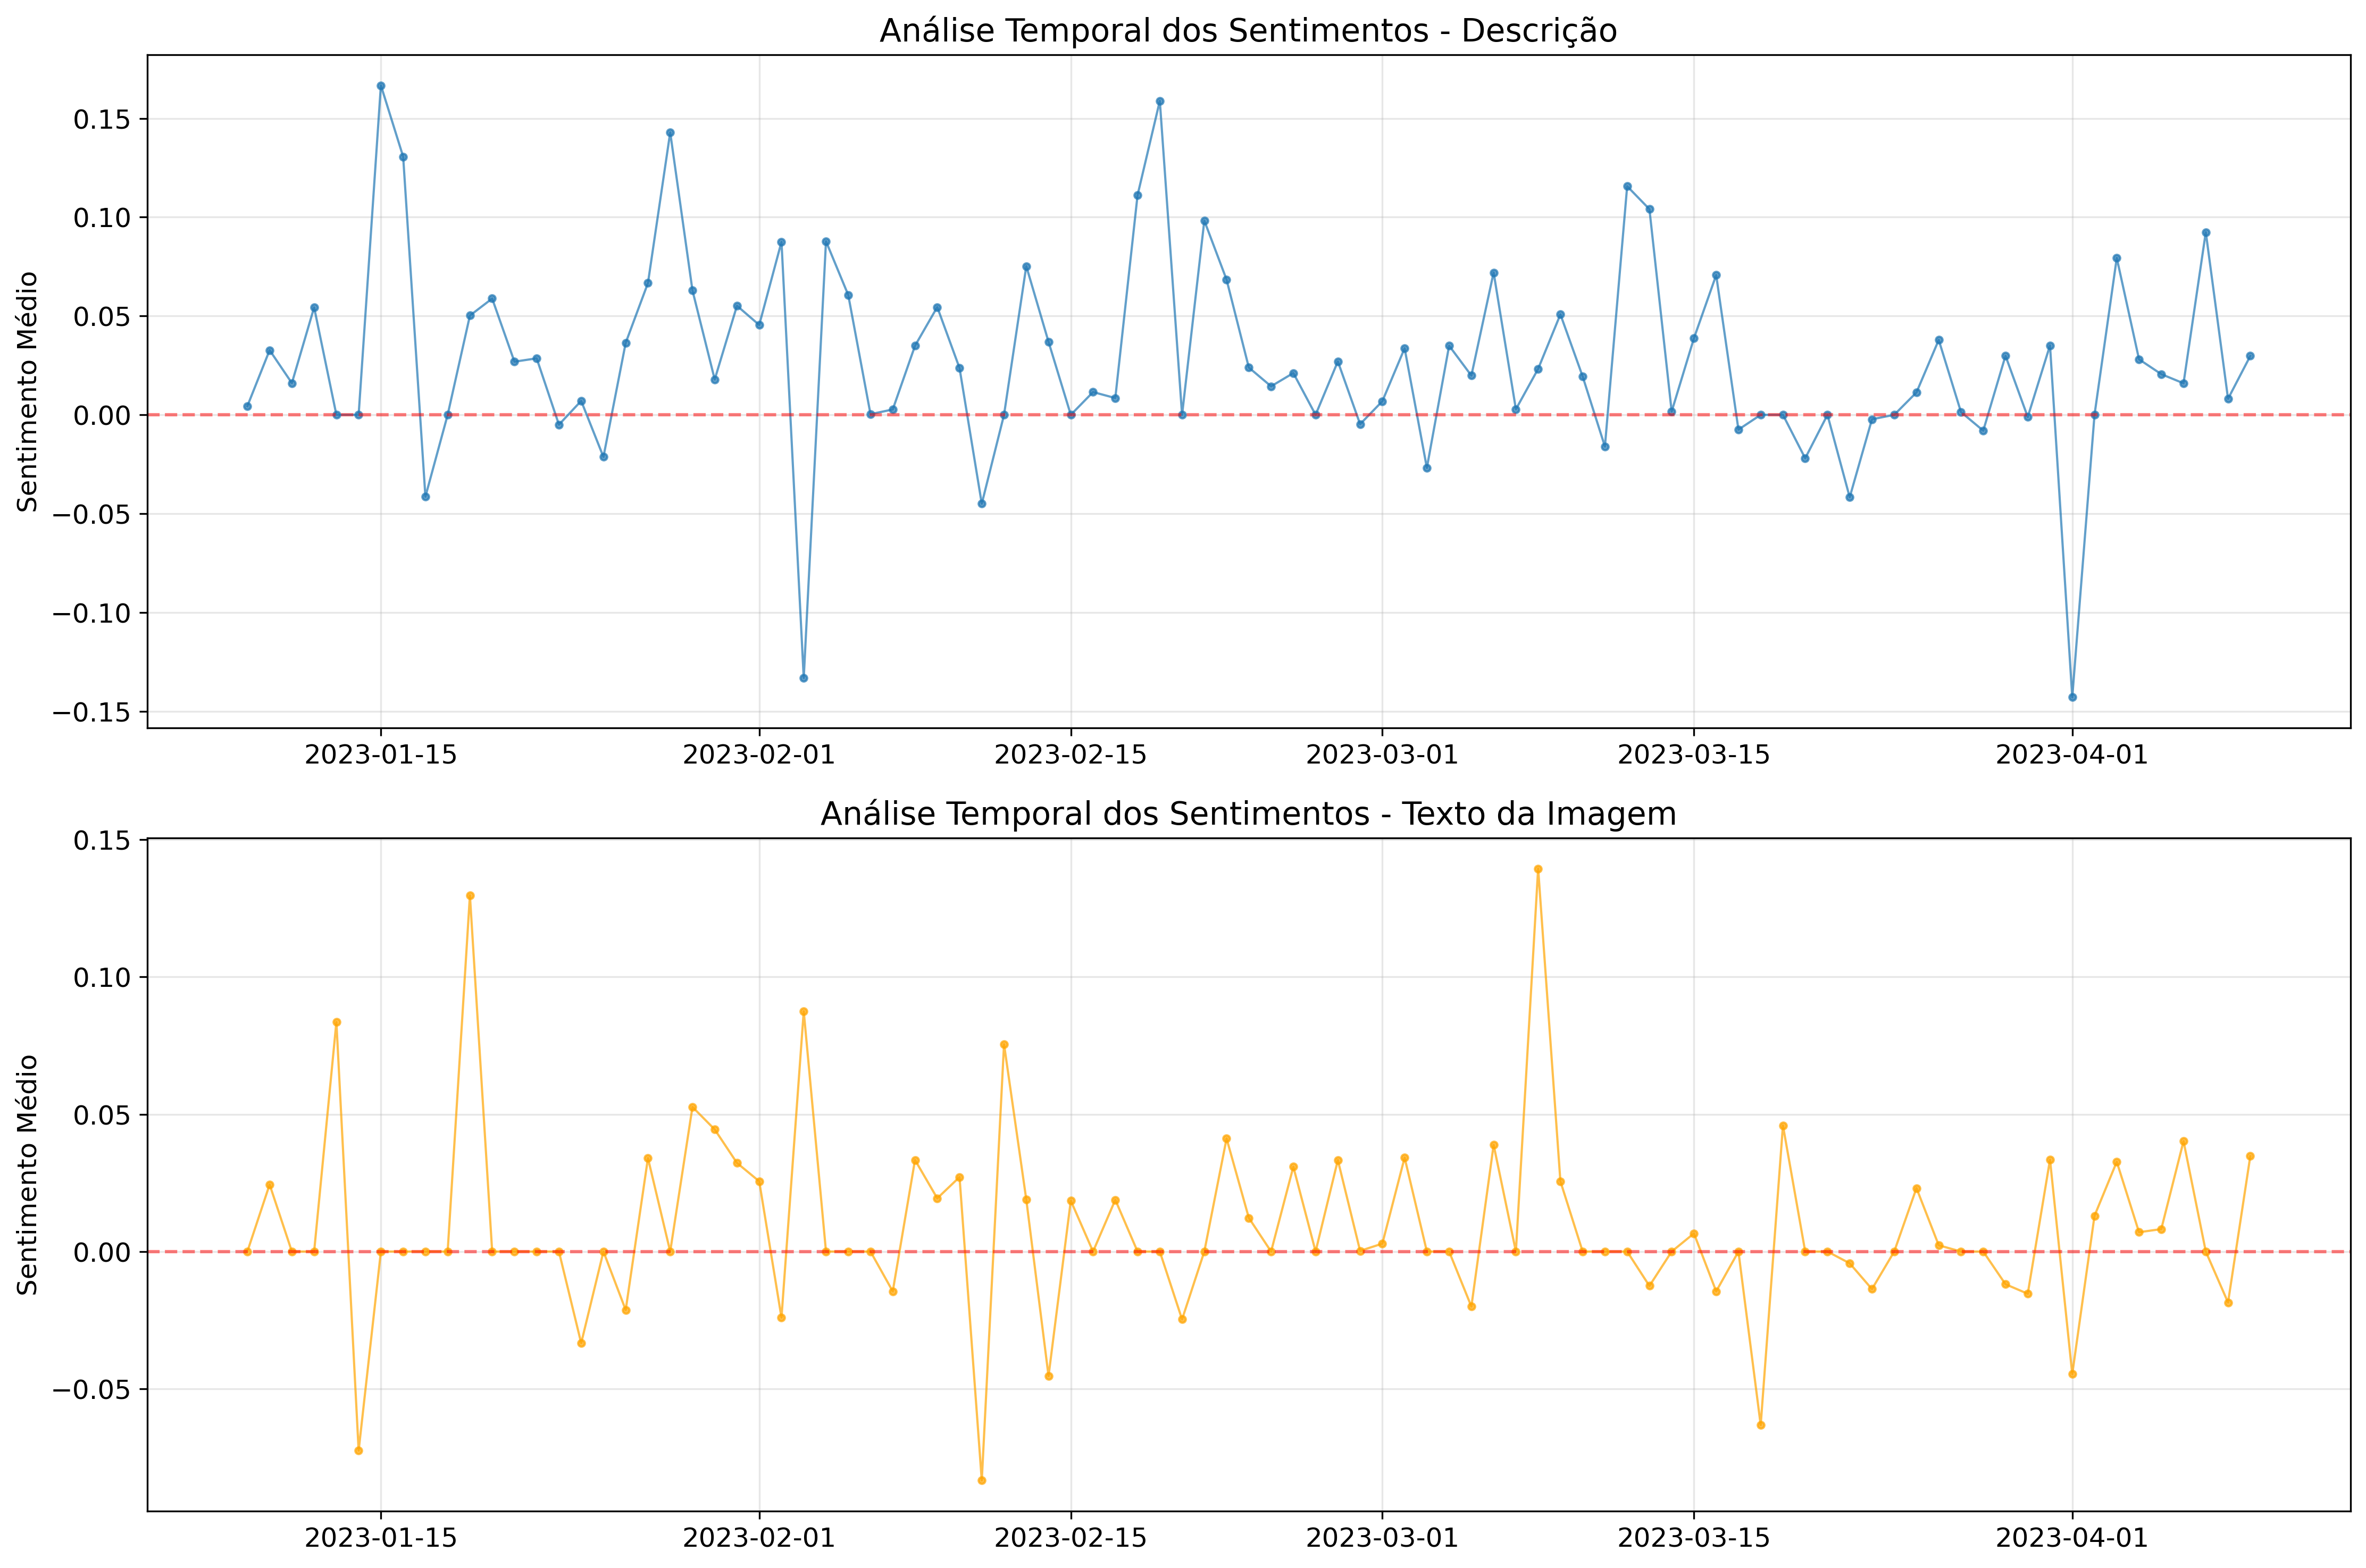 Análise Temporal dos Sentimentos - Descrição
Sentimento Médio
0.15
0.10
0.05
0.00
−0.05
−0.10
−0.15
2023-01-15 2023-02-01 2023-02-15 2023-03-01 2023-03-15 2023-04-01
Análise Temporal dos Sentimentos - Texto da Imagem
Sentimento Médio
0.15
0.10
0.05
0.00
−0.05
2023-01-15 2023-02-01 2023-02-15 2023-03-01 2023-03-15 2023-04-01